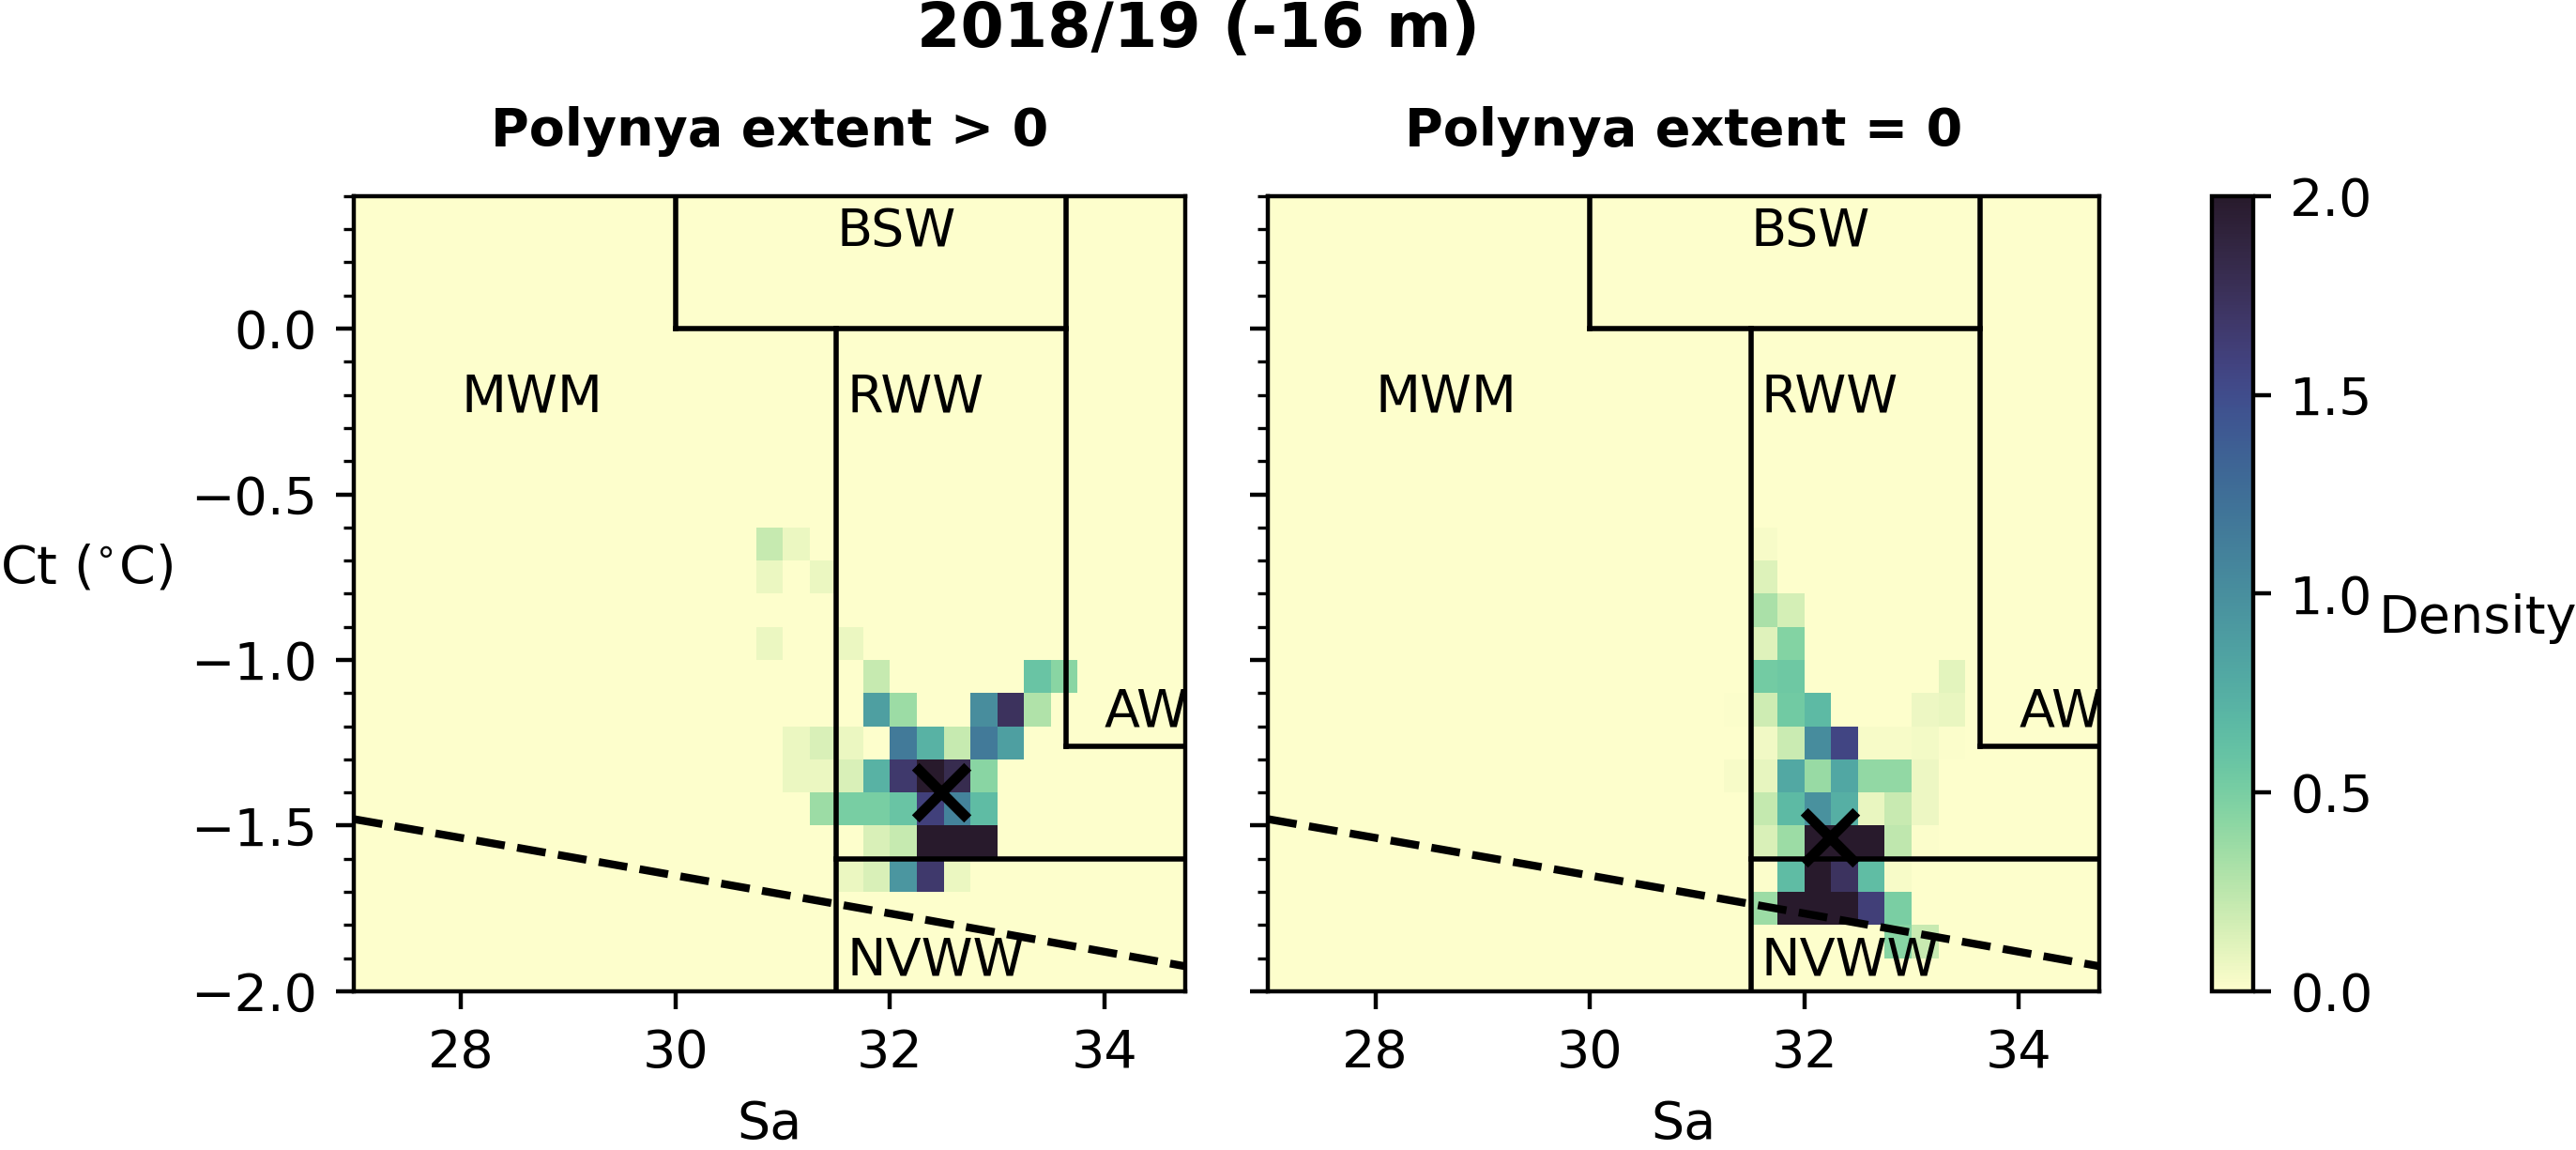 2018/19 (-16 m)
Polynya extent > 0
Polynya extent = 0
BSW
MWM
RWW
AW
NVWW
BSW
MWM
RWW
AW
NVWW
0.0
−0.5
−1.0
−1.5
−2.0
Ct (°C)
28 30 32 34
28 30 32 34
Sa
Sa
2.0
1.5
1.0
0.5
0.0
Density